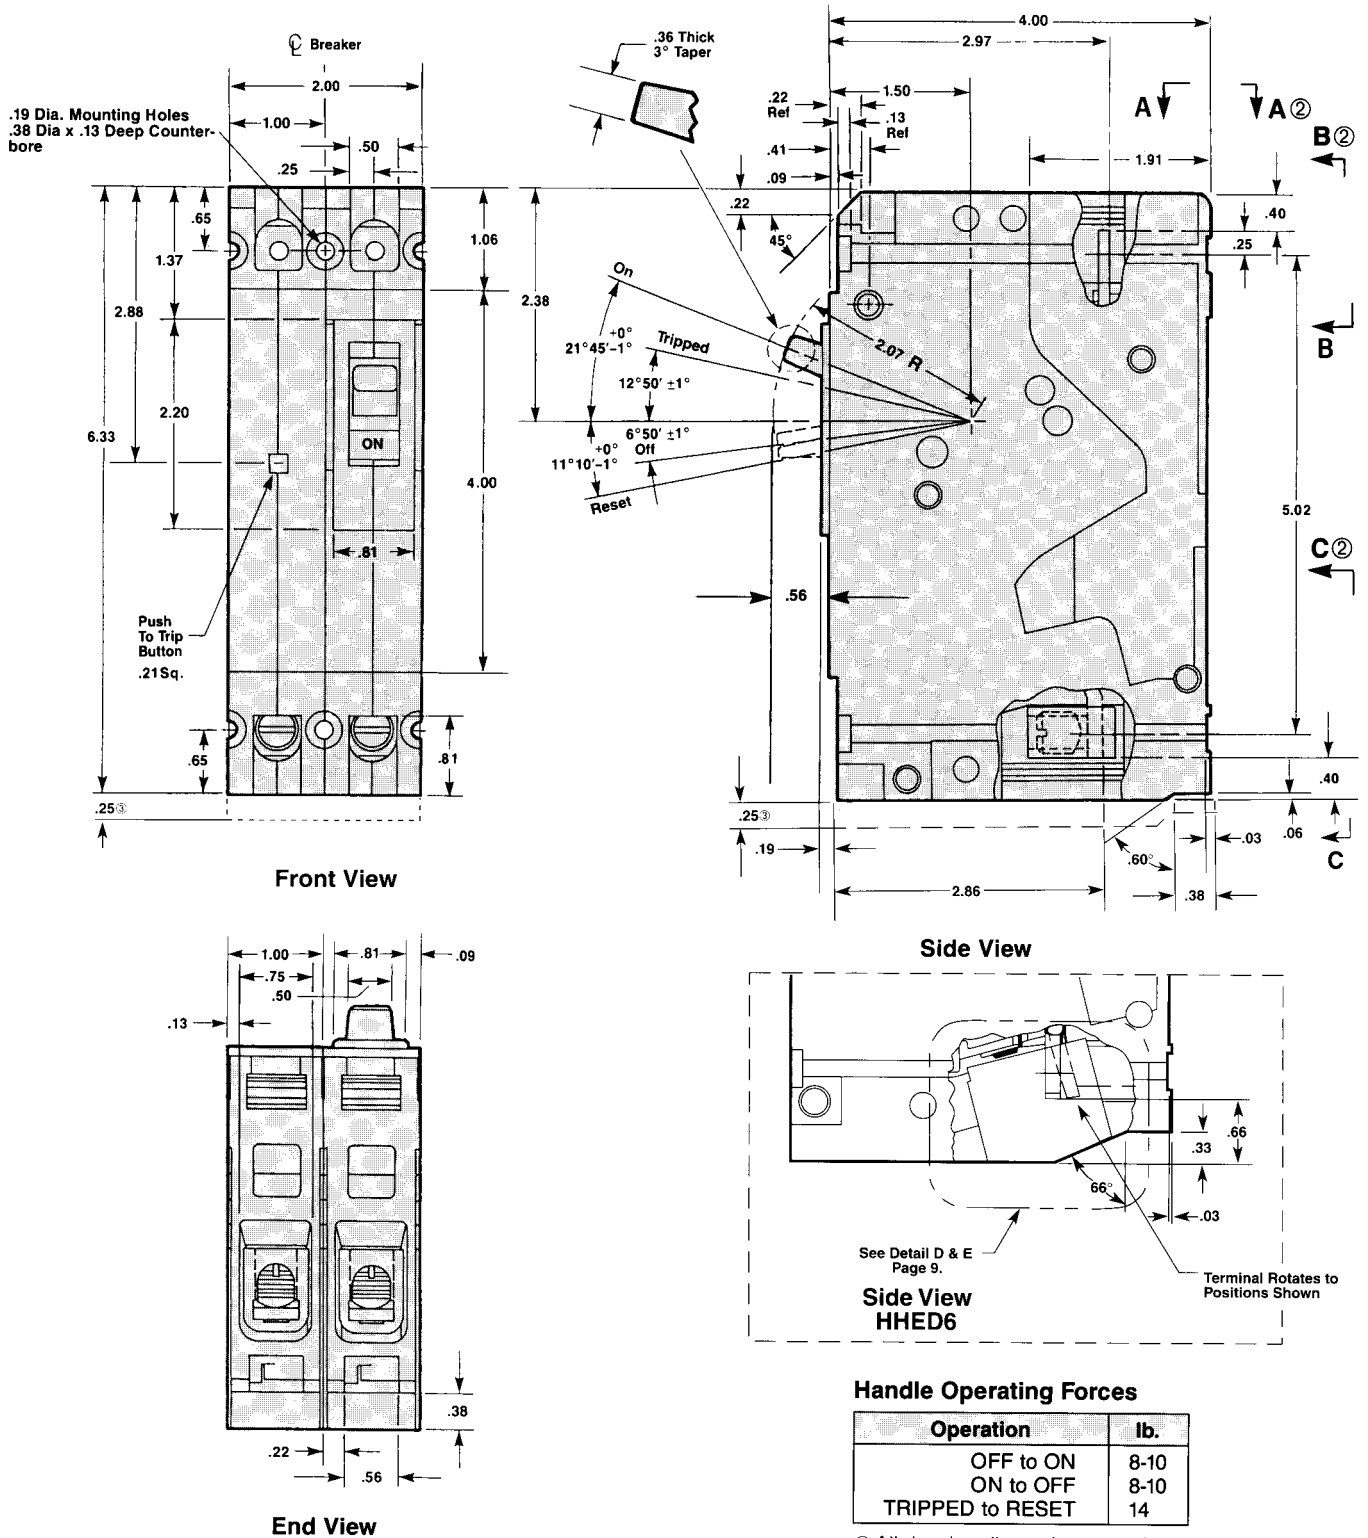 ℄ Breaker
2.00
.19 Dia. Mounting Holes
.38 Dia x .13 Deep Counter-
bore
1.00
.50
.25
.65
1.37
2.88
6.33
2.20
1.06
4.00
ON
.81
Push
To Trip
Button
.21 Sq.
.65
.81
.25③
Front View
.36 Thick
3° Taper
4.00
2.97
1.50
.22
Ref
.13
Ref
.41
.09
.22
45°
2.38
A
A②
B②
1.91
.40
.25
On
+0°
21°45'-1°
Tripped
12°50' ±1°
2.07 R
6°50' ±1°
Off
+0°
11°10'-1°
Reset
B
5.02
C②
.56
.25③
.19
.40
.06
.03
C
.60°
2.86
.38
Side View
1.00
.81
.09
.75
.50
.13
.38
.22
.56
End View
.66
.33
66°
.03
See Detail D & E
Page 9.
Terminal Rotates to
Positions Shown
Side View
HHED6
Handle Operating Forces
Operation lb.
OFF to ON 8-10
ON to OFF 8-10
TRIPPED to RESET 14